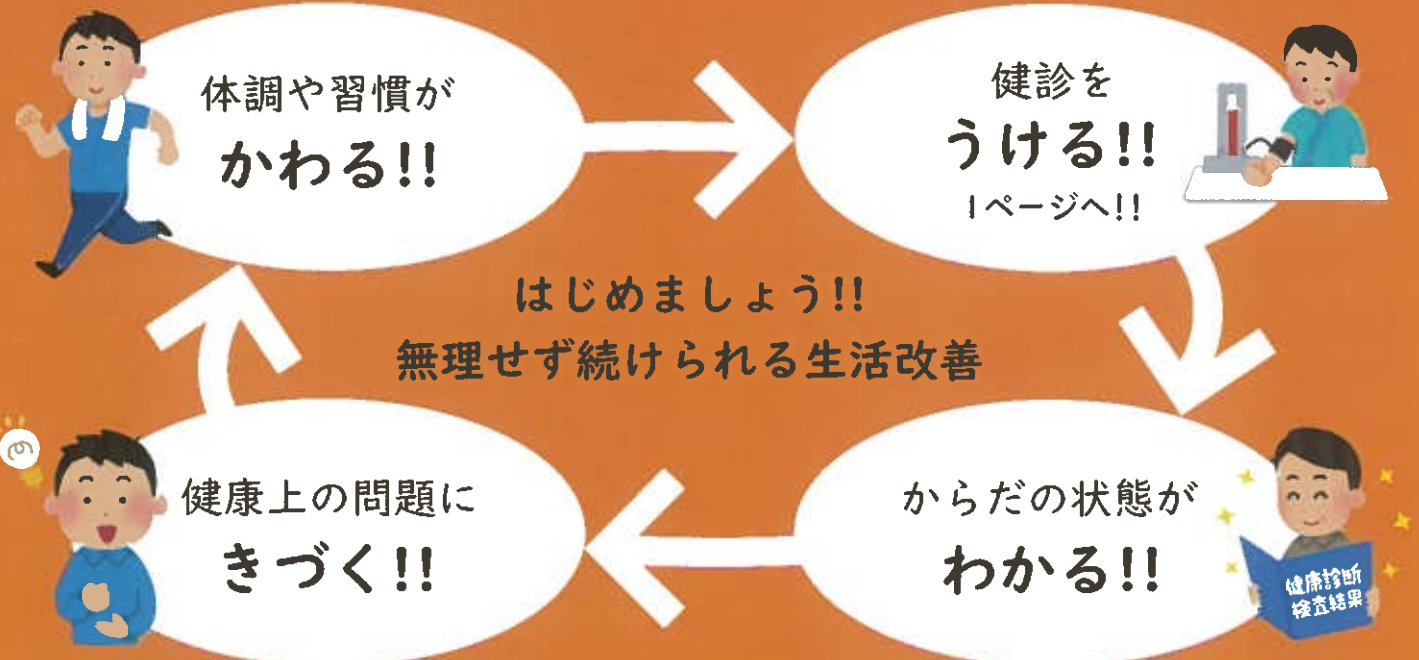 体調や習慣が
かわる!!
健診を
うける!!
1ページへ!!
はじめましょう!!
無理せず続けられる生活改善
健康上の問題に
きづく!!
からだの状態が
わかる!!
健康診断
検査結果